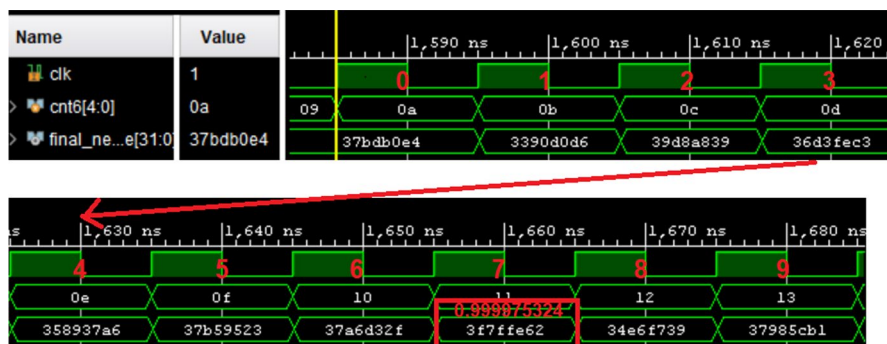 Name Value
1,590 ns 1,600 ns 1,610 ns 1,620
clk 1 0 1 2 3
cnt6[4:0] 0a 09 0a 0b 0c 0d
final_ne...e[31:0] 37bdb0e4 37bdb0e4 3390d0d6 39d8a839 36d3fec3
ns 1,630 ns 1,640 ns 1,650 ns 1,660 ns 1,670 ns 1,680 ns
4 5 6 7 8 9
0e 0f 10 11 12 13
0.999975324
358937a6 37b59523 37a6d32f 3f7ffe62 34e6f739 37985cb1